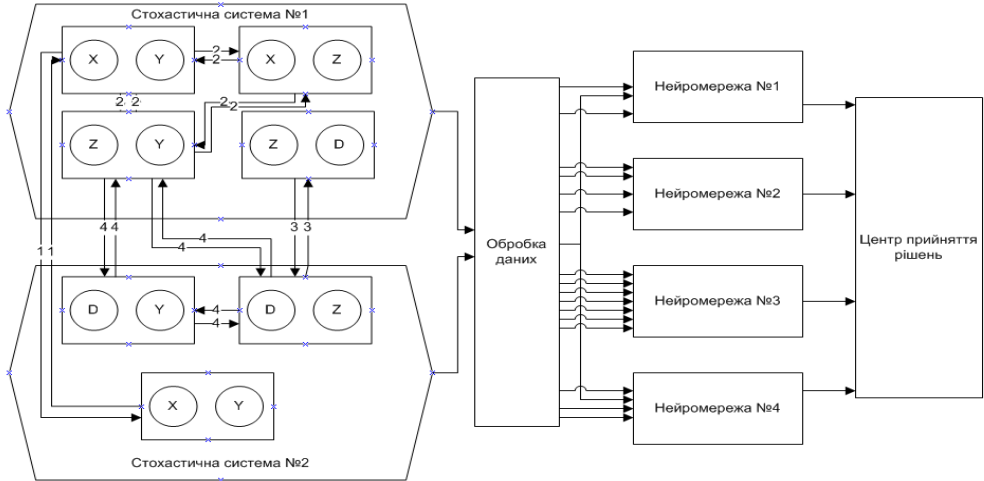 Стохастична система №1
X Y 2 X Z
2
2 2 2
2
Z Y Z D
4 4 3 3
4
4
1 1
D Y 4 D Z
4
X Y
Стохастична система №2
Обробка
даних
Нейромережа №1
Нейромережа №2
Нейромережа №3
Нейромережа №4
Центр прийняття
рішень